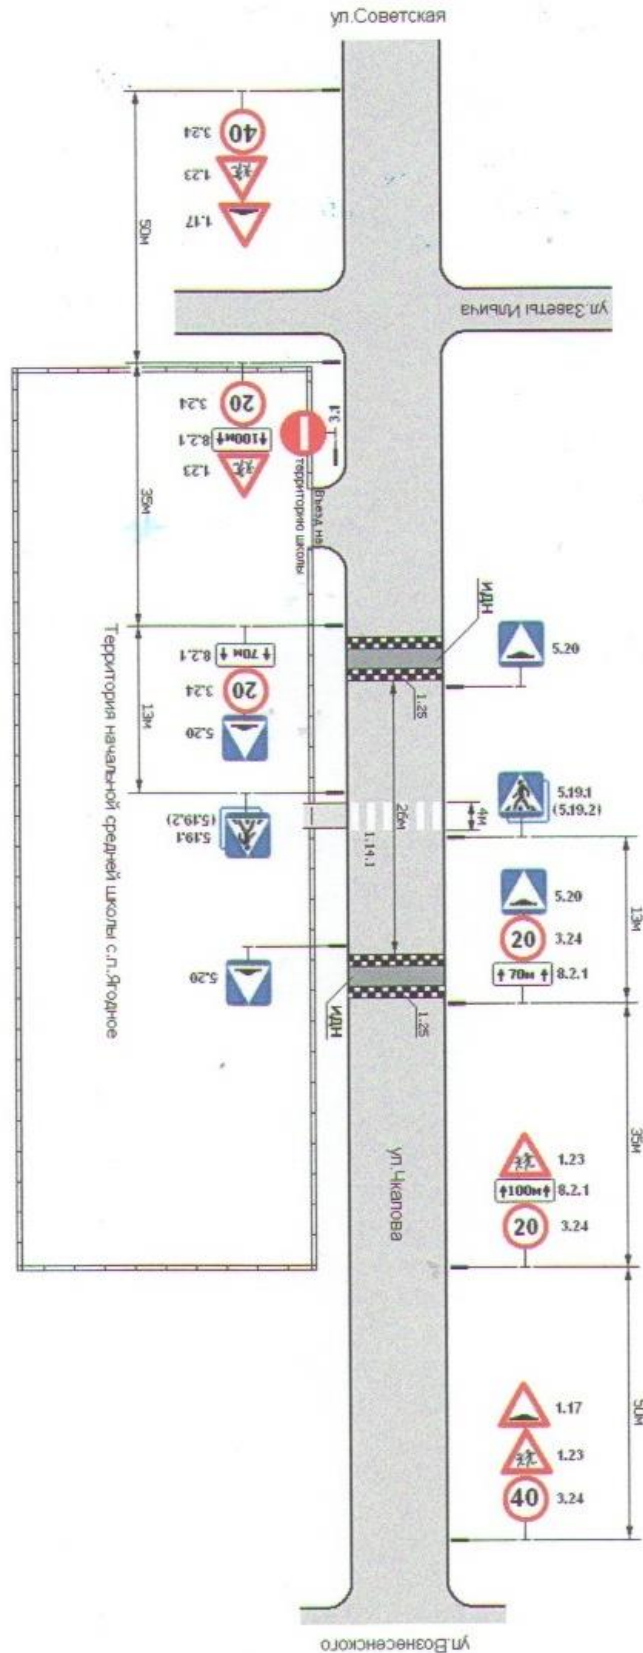 ул.Советская
50м
40
3.24
1.23
1.17
ул.Заветы Ильича
35м
20
3.24
↑100м↑
8.2.1
1.23
3.1
Въезд на
территорию школы
ИДН
5.20
1.25
13м
↑ 70м ↑
8.2.1
20
3.24
5.20
Территория начальной средней школы с.п.Ягодное
5.19.1
(5.19.2)
26м
4м
1.14.1
5.19.1
(5.19.2)
13м
5.20
20
3.24
↑ 70м ↑
8.2.1
5.20
ИДН
1.25
35м
ул.Чкалова
1.23
↑100м↑
8.2.1
20
3.24
50м
1.17
1.23
40
3.24
ул.Вознесенского